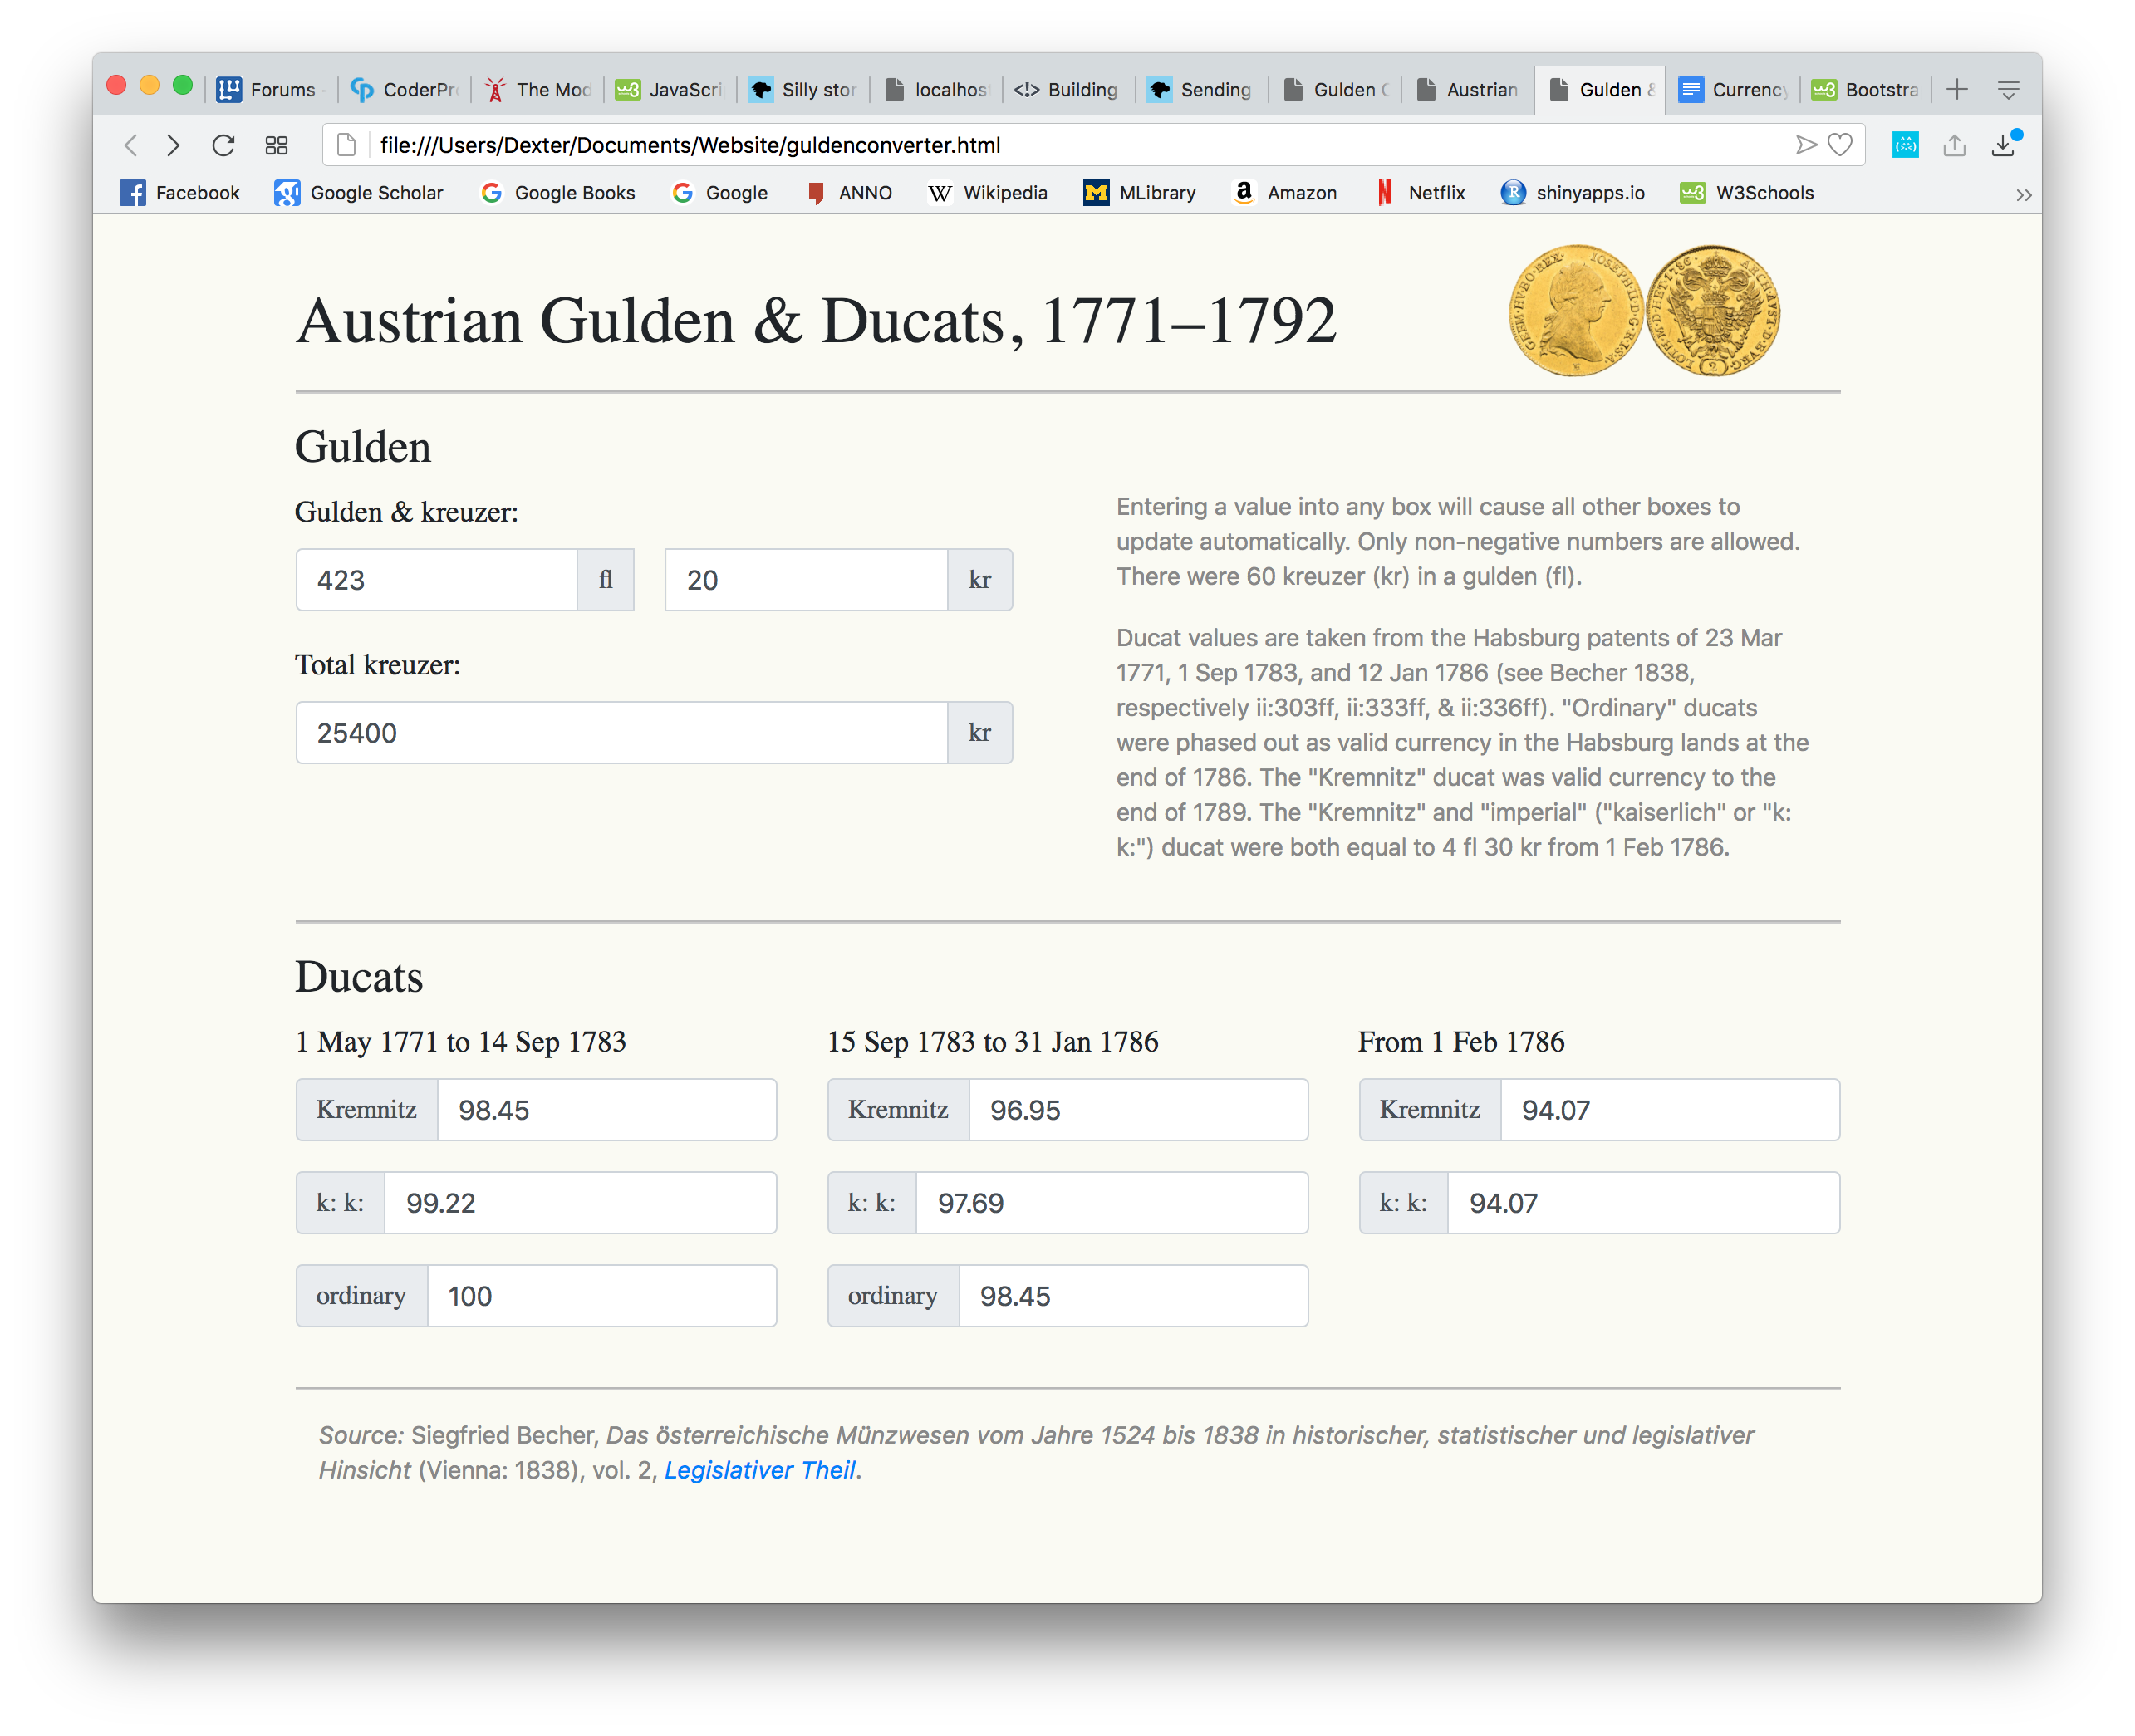 Forums
CoderPr
The Mod
JavaScri
Silly stor
localhos
Building
Sending
Gulden
Austrian
Gulden &
Currency
Bootstra
file:///Users/Dexter/Documents/Website/guldenconverter.html
Facebook
Google Scholar
Google Books
Google
ANNO
Wikipedia
MLibrary
Amazon
Netflix
shinyapps.io
W3Schools
Austrian Gulden & Ducats, 1771–1792
Gulden
Gulden & kreuzer:
423 fl 20 kr
Total kreuzer:
25400 kr
Entering a value into any box will cause all other boxes to
update automatically. Only non-negative numbers are allowed.
There were 60 kreuzer (kr) in a gulden (fl).
Ducat values are taken from the Habsburg patents of 23 Mar
1771, 1 Sep 1783, and 12 Jan 1786 (see Becher 1838,
respectively ii:303ff, ii:333ff, & ii:336ff). "Ordinary" ducats
were phased out as valid currency in the Habsburg lands at the
end of 1786. The "Kremnitz" ducat was valid currency to the
end of 1789. The "Kremnitz" and "imperial" ("kaiserlich" or "k:
k:") ducat were both equal to 4 fl 30 kr from 1 Feb 1786.
Ducats
1 May 1771 to 14 Sep 1783
Kremnitz 98.45
k: k: 99.22
ordinary 100
15 Sep 1783 to 31 Jan 1786
Kremnitz 96.95
k: k: 97.69
ordinary 98.45
From 1 Feb 1786
Kremnitz 94.07
k: k: 94.07
Source: Siegfried Becher, Das österreichische Münzwesen vom Jahre 1524 bis 1838 in historischer, statistischer und legislativer
Hinsicht (Vienna: 1838), vol. 2, Legislativer Theil.